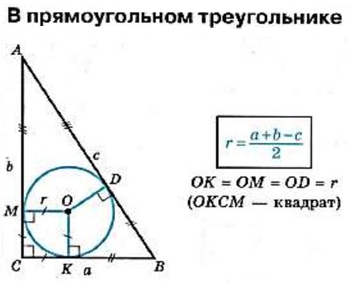 В прямоугольном треугольнике
A
b
c
D
M
r
O
C
K
a
B
r = a+b−c / 2
OK = OM = OD = r
(OKCM — квадрат)